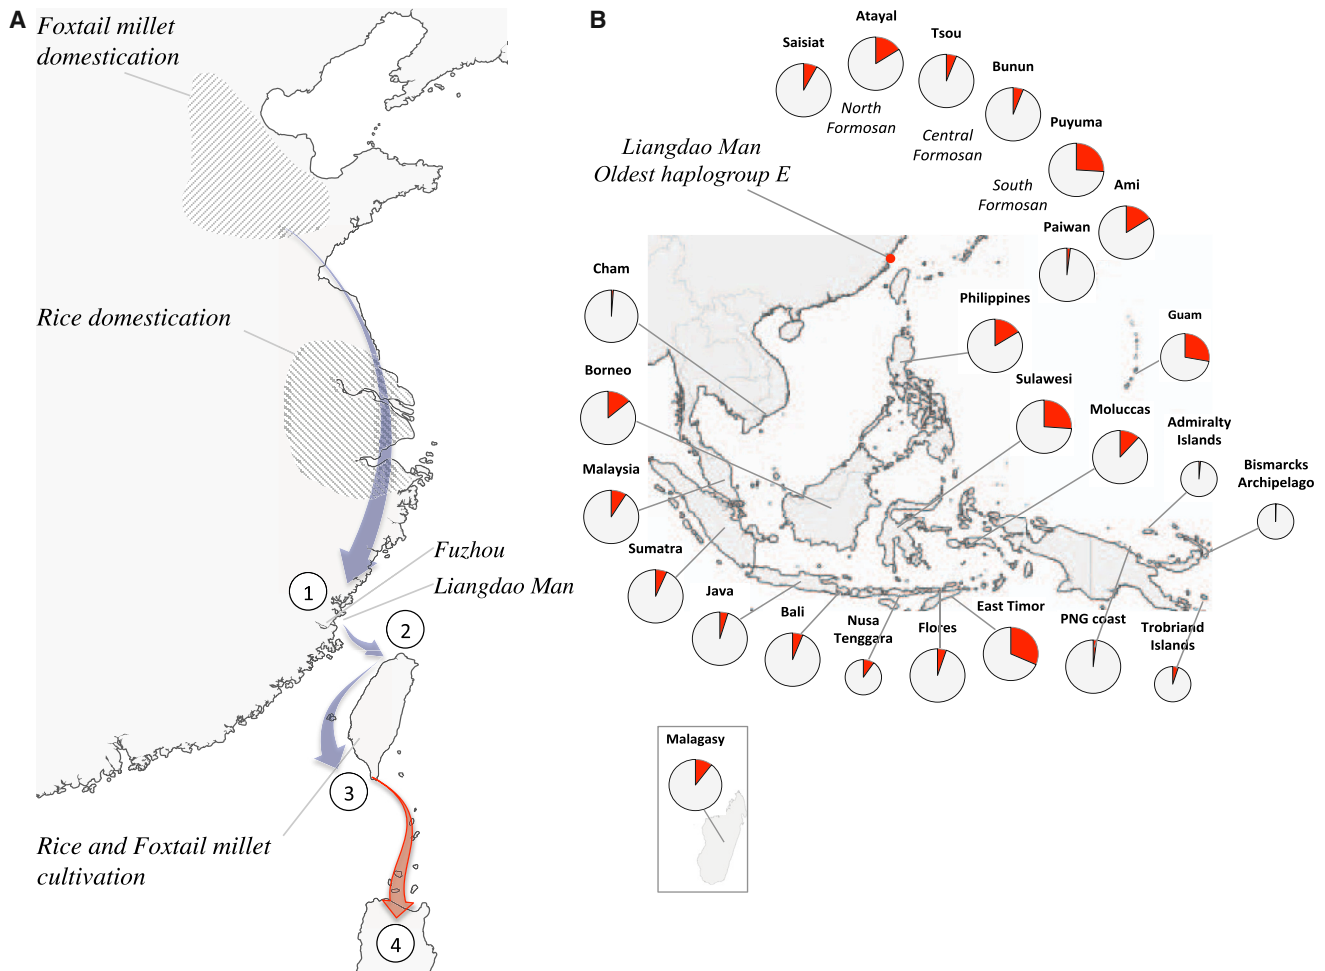 A
Foxtail millet
domestication
Rice domestication
Fuzhou
Liangdao Man
1
2
3
4
Rice and Foxtail millet
cultivation
B
Saisiat
Atayal
Tsou
Bunun
Puyuma
Ami
Paiwan
North
Formosan
Central
Formosan
South
Formosan
Liangdao Man
Oldest haplogroup E
Cham
Borneo
Malaysia
Sumatra
Java
Bali
Nusa
Tenggara
Flores
East Timor
PNG coast
Trobriand
Islands
Philippines
Sulawesi
Moluccas
Guam
Admiralty
Islands
Bismarcks
Archipelago
Malagasy